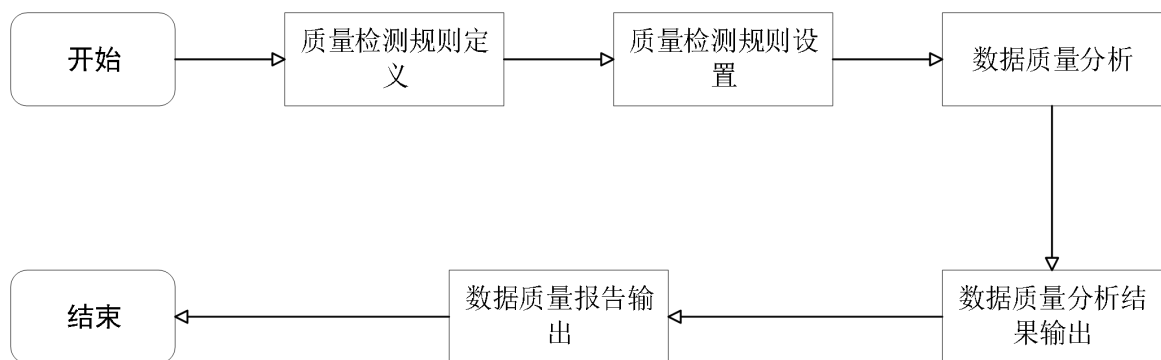 开始
质量检测规则定
义
质量检测规则设
置
数据质量分析
数据质量分析结
果输出
数据质量报告输
出
结束